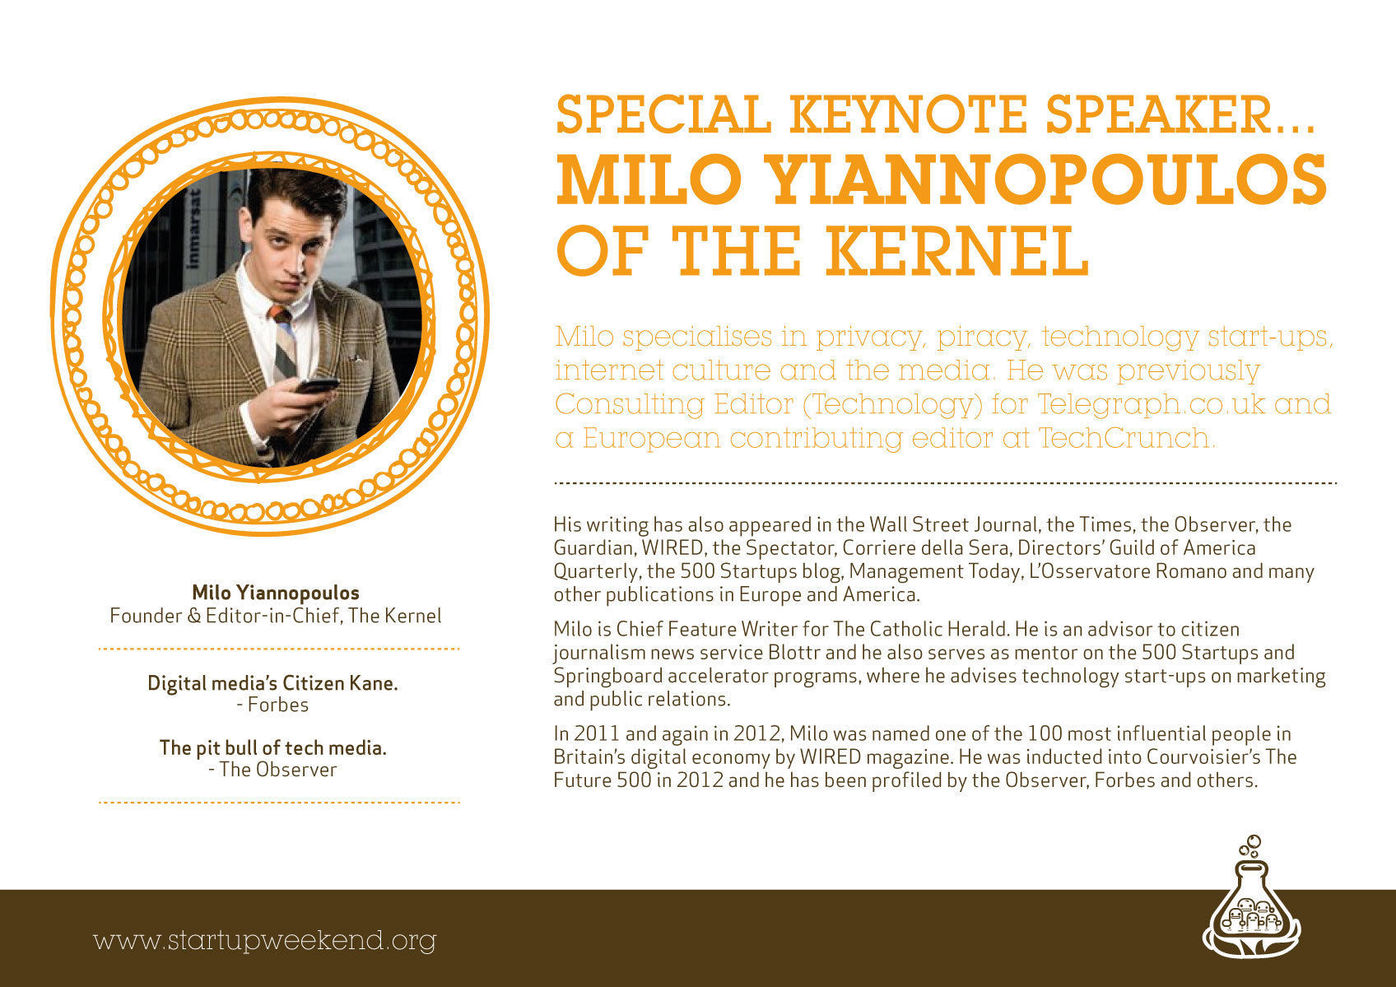 SPECIAL KEYNOTE SPEAKER...
MILO YIANNOPOULOS
OF THE KERNEL
Milo specialises in privacy, piracy, technology start-ups,
internet culture and the media. He was previously
Consulting Editor (Technology) for Telegraph.co.uk and
a European contributing editor at TechCrunch.
His writing has also appeared in the Wall Street Journal, the Times, the Observer, the
Guardian, WIRED, the Spectator, Corriere della Sera, Directors' Guild of America
Quarterly, the 500 Startups blog, Management Today, L'Osservatore Romano and many
other publications in Europe and America.
Milo is Chief Feature Writer for The Catholic Herald. He is an advisor to citizen
journalism news service Blottr and he also serves as mentor on the 500 Startups and
Springboard accelerator programs, where he advises technology start-ups on marketing
and public relations.
In 2011 and again in 2012, Milo was named one of the 100 most influential people in
Britain's digital economy by WIRED magazine. He was inducted into Courvoisier's The
Future 500 in 2012 and he has been profiled by the Observer, Forbes and others.
inmarsat
Milo Yiannopoulos
Founder & Editor-in-Chief, The Kernel
Digital media's Citizen Kane.
- Forbes
The pit bull of tech media.
- The Observer
www.startupweekend.org